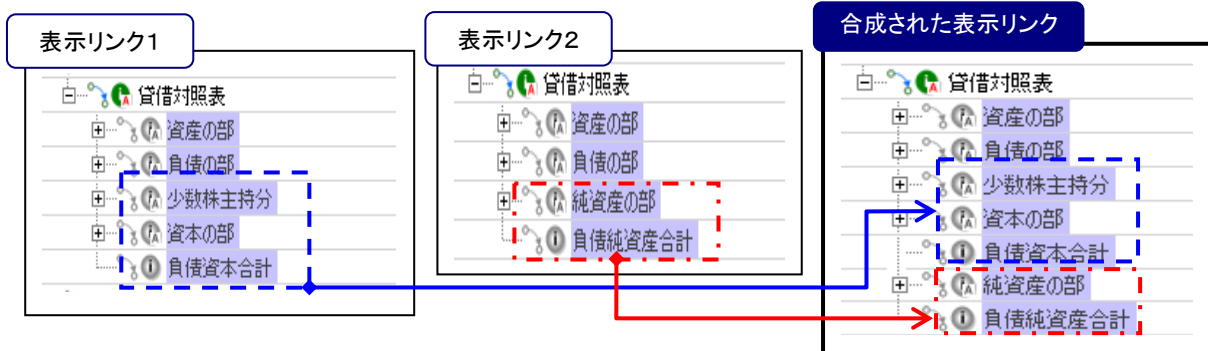 表示リンク1
貸借対照表
資産の部
負債の部
少数株主持分
資本の部
負債資本合計
表示リンク2
貸借対照表
資産の部
負債の部
純資産の部
負債純資産合計
合成された表示リンク
貸借対照表
資産の部
負債の部
少数株主持分
資本の部
負債資本合計
純資産の部
負債純資産合計